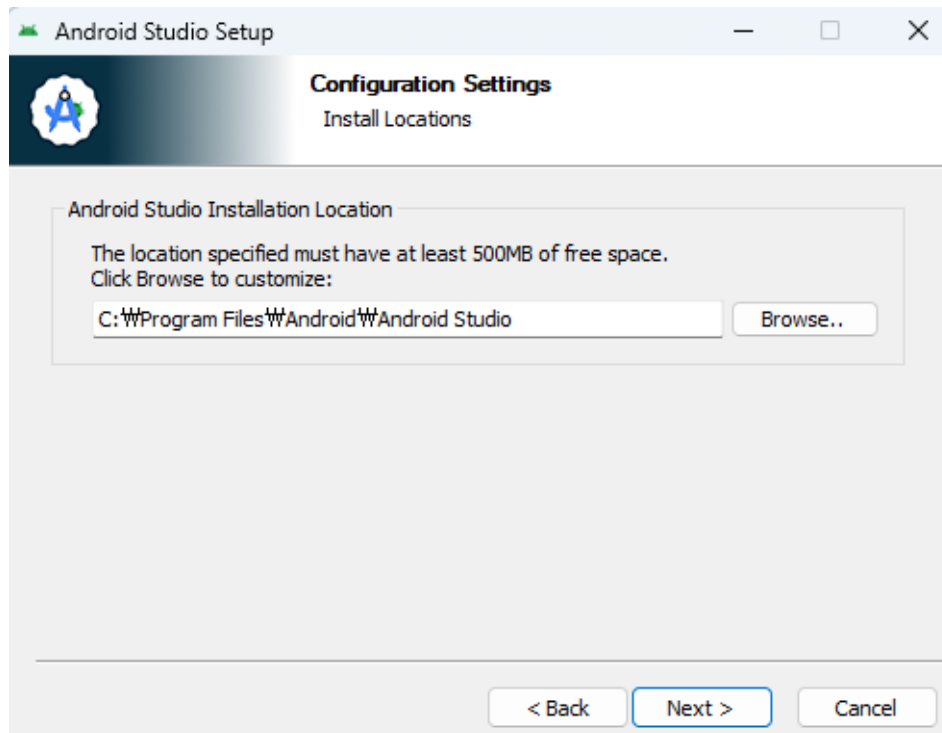 Android Studio Setup
Configuration Settings
Install Locations
Android Studio Installation Location
The location specified must have at least 500MB of free space.
Click Browse to customize:
C:₩Program Files₩Android₩Android Studio
Browse..
< Back
Next >
Cancel